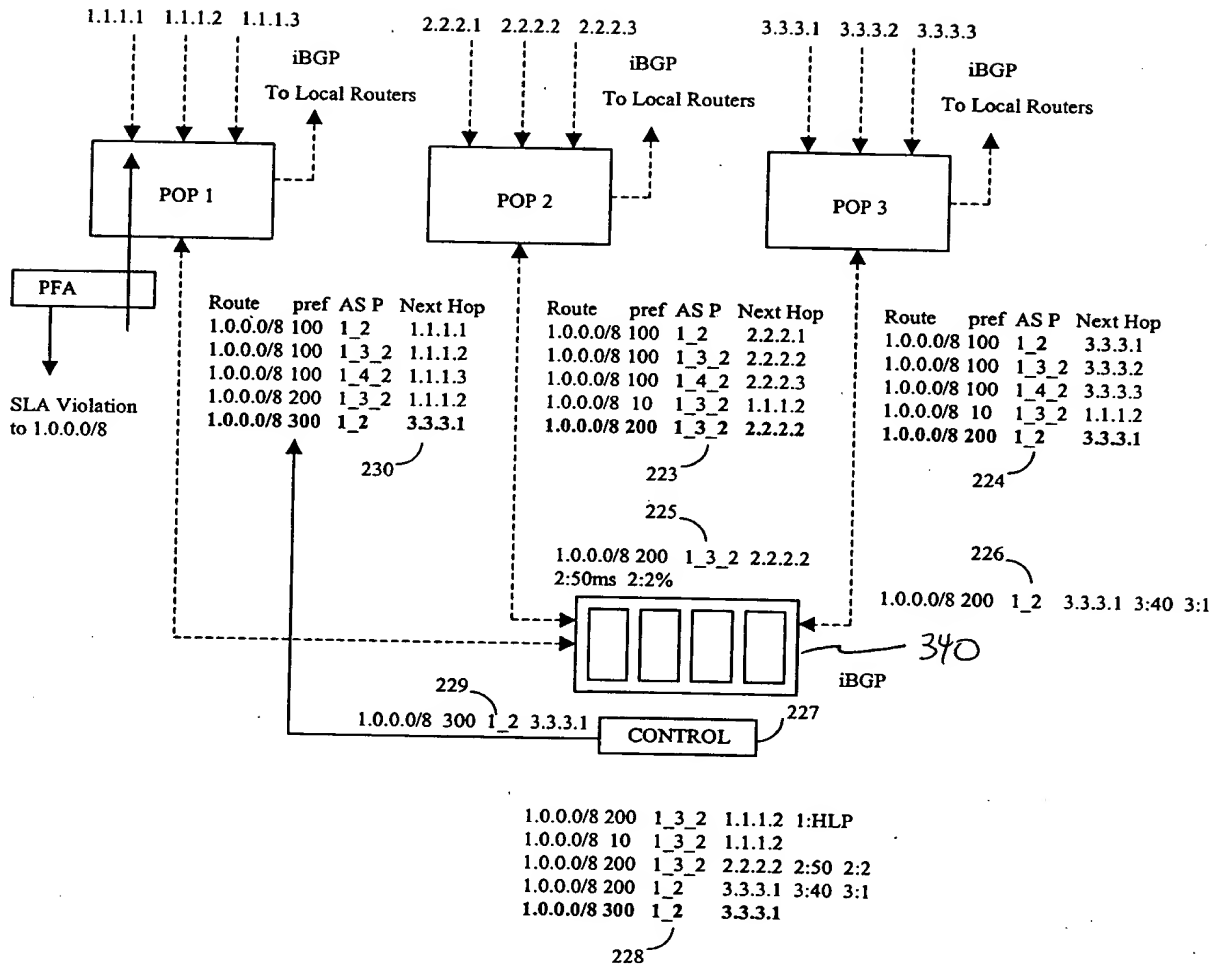 1.1.1.1 1.1.1.2 1.1.1.3
2.2.2.1 2.2.2.2 2.2.2.3
3.3.3.1 3.3.3.2 3.3.3.3
iBGP
To Local Routers
iBGP
To Local Routers
iBGP
To Local Routers
POP 1
POP 2
POP 3
PFA
SLA Violation
to 1.0.0.0/8
Route pref AS P Next Hop
1.0.0.0/8 100 1_2 1.1.1.1
1.0.0.0/8 100 1_3_2 1.1.1.2
1.0.0.0/8 100 1_4_2 1.1.1.3
1.0.0.0/8 200 1_3_2 1.1.1.2
1.0.0.0/8 300 1_2 3.3.3.1
230
Route pref AS P Next Hop
1.0.0.0/8 100 1_2 2.2.2.1
1.0.0.0/8 100 1_3_2 2.2.2.2
1.0.0.0/8 100 1_4_2 2.2.2.3
1.0.0.0/8 10 1_3_2 1.1.1.2
1.0.0.0/8 200 1_3_2 2.2.2.2
223
Route pref AS P Next Hop
1.0.0.0/8 100 1_2 3.3.3.1
1.0.0.0/8 100 1_3_2 3.3.3.2
1.0.0.0/8 100 1_4_2 3.3.3.3
1.0.0.0/8 10 1_3_2 1.1.1.2
1.0.0.0/8 200 1_2 3.3.3.1
224
225
1.0.0.0/8 200 1_3_2 2.2.2.2
2:50ms 2:2%
226
1.0.0.0/8 200 1_2 3.3.3.1 3:40 3:1
340
iBGP
229
1.0.0.0/8 300 1_2 3.3.3.1
CONTROL
227
1.0.0.0/8 200 1_3_2 1.1.1.2 1:HLP
1.0.0.0/8 10 1_3_2 1.1.1.2
1.0.0.0/8 200 1_3_2 2.2.2.2 2:50 2:2
1.0.0.0/8 200 1_2 3.3.3.1 3:40 3:1
1.0.0.0/8 300 1_2 3.3.3.1
228